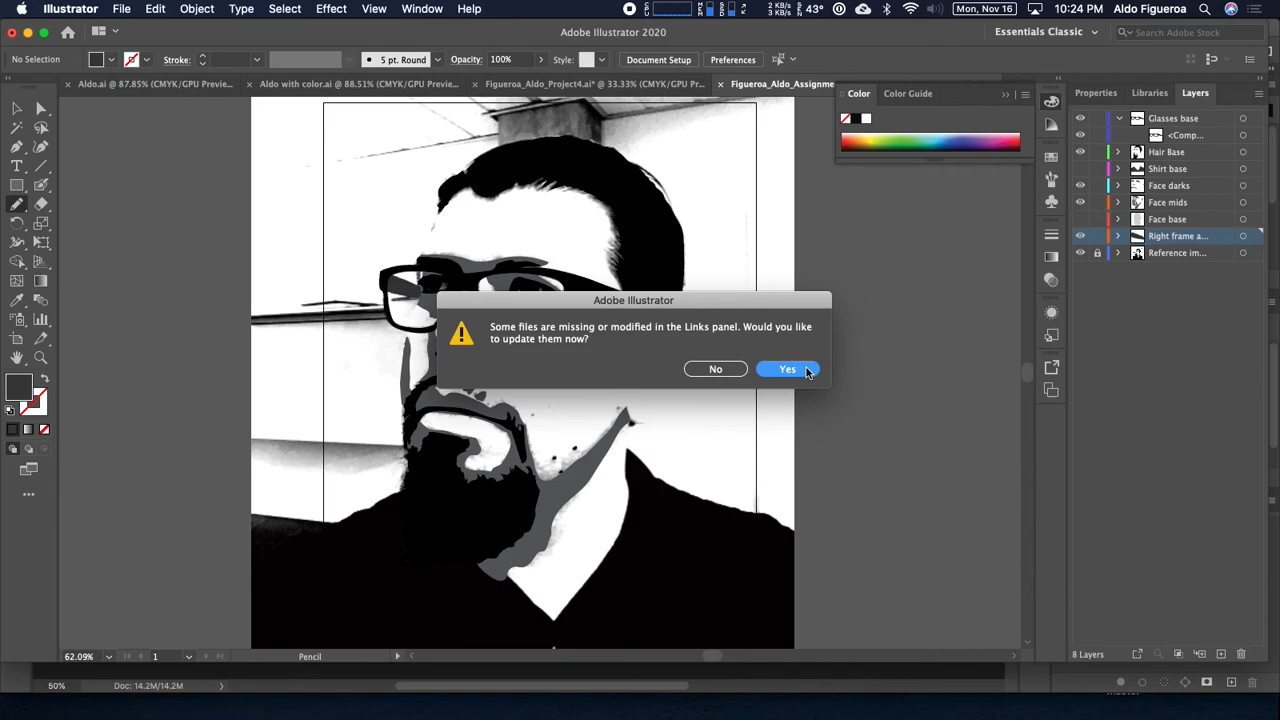 Illustrator File Edit Object Type Select Effect View Window Help 2 KB/s 3 KB/s 43° Mon, Nov 16 10:24 PM Aldo Figueroa
Adobe Illustrator 2020
Essentials Classic
Search Adobe Stock
No Selection Stroke: 5 pt. Round Opacity: 100% Style: Document Setup Preferences
Aldo.ai @ 87.85% (CMYK/GPU Previe...
Aldo with color.ai @ 88.51% (CMYK/GPU Previe...
Figueroa_Aldo_Project4.ai* @ 33.33% (CMYK/GPU Pr...
Figueroa_Aldo_Assignme
Color Color Guide
Properties Libraries Layers
Glasses base
<Comp...
Hair Base
Shirt base
Face darks
Face mids
Face base
Right frame a...
Reference im...
Adobe Illustrator
Some files are missing or modified in the Links panel. Would you like
to update them now?
No Yes
62.09% 1 Pencil
8 Layers
50% Doc: 14.2M/14.2M